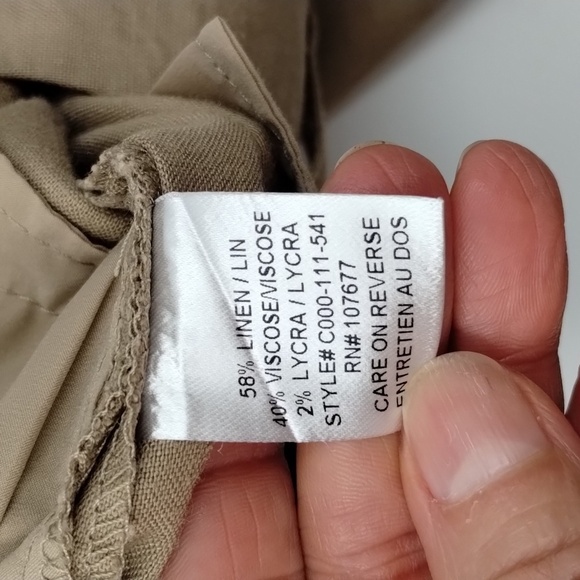 58% LINEN / LIN
40% VISCOSE/VISCOSE
2% LYCRA / LYCRA
STYLE# C000-111-541
RN# 107677
CARE ON REVERSE
ENTRETIEN AU DOS